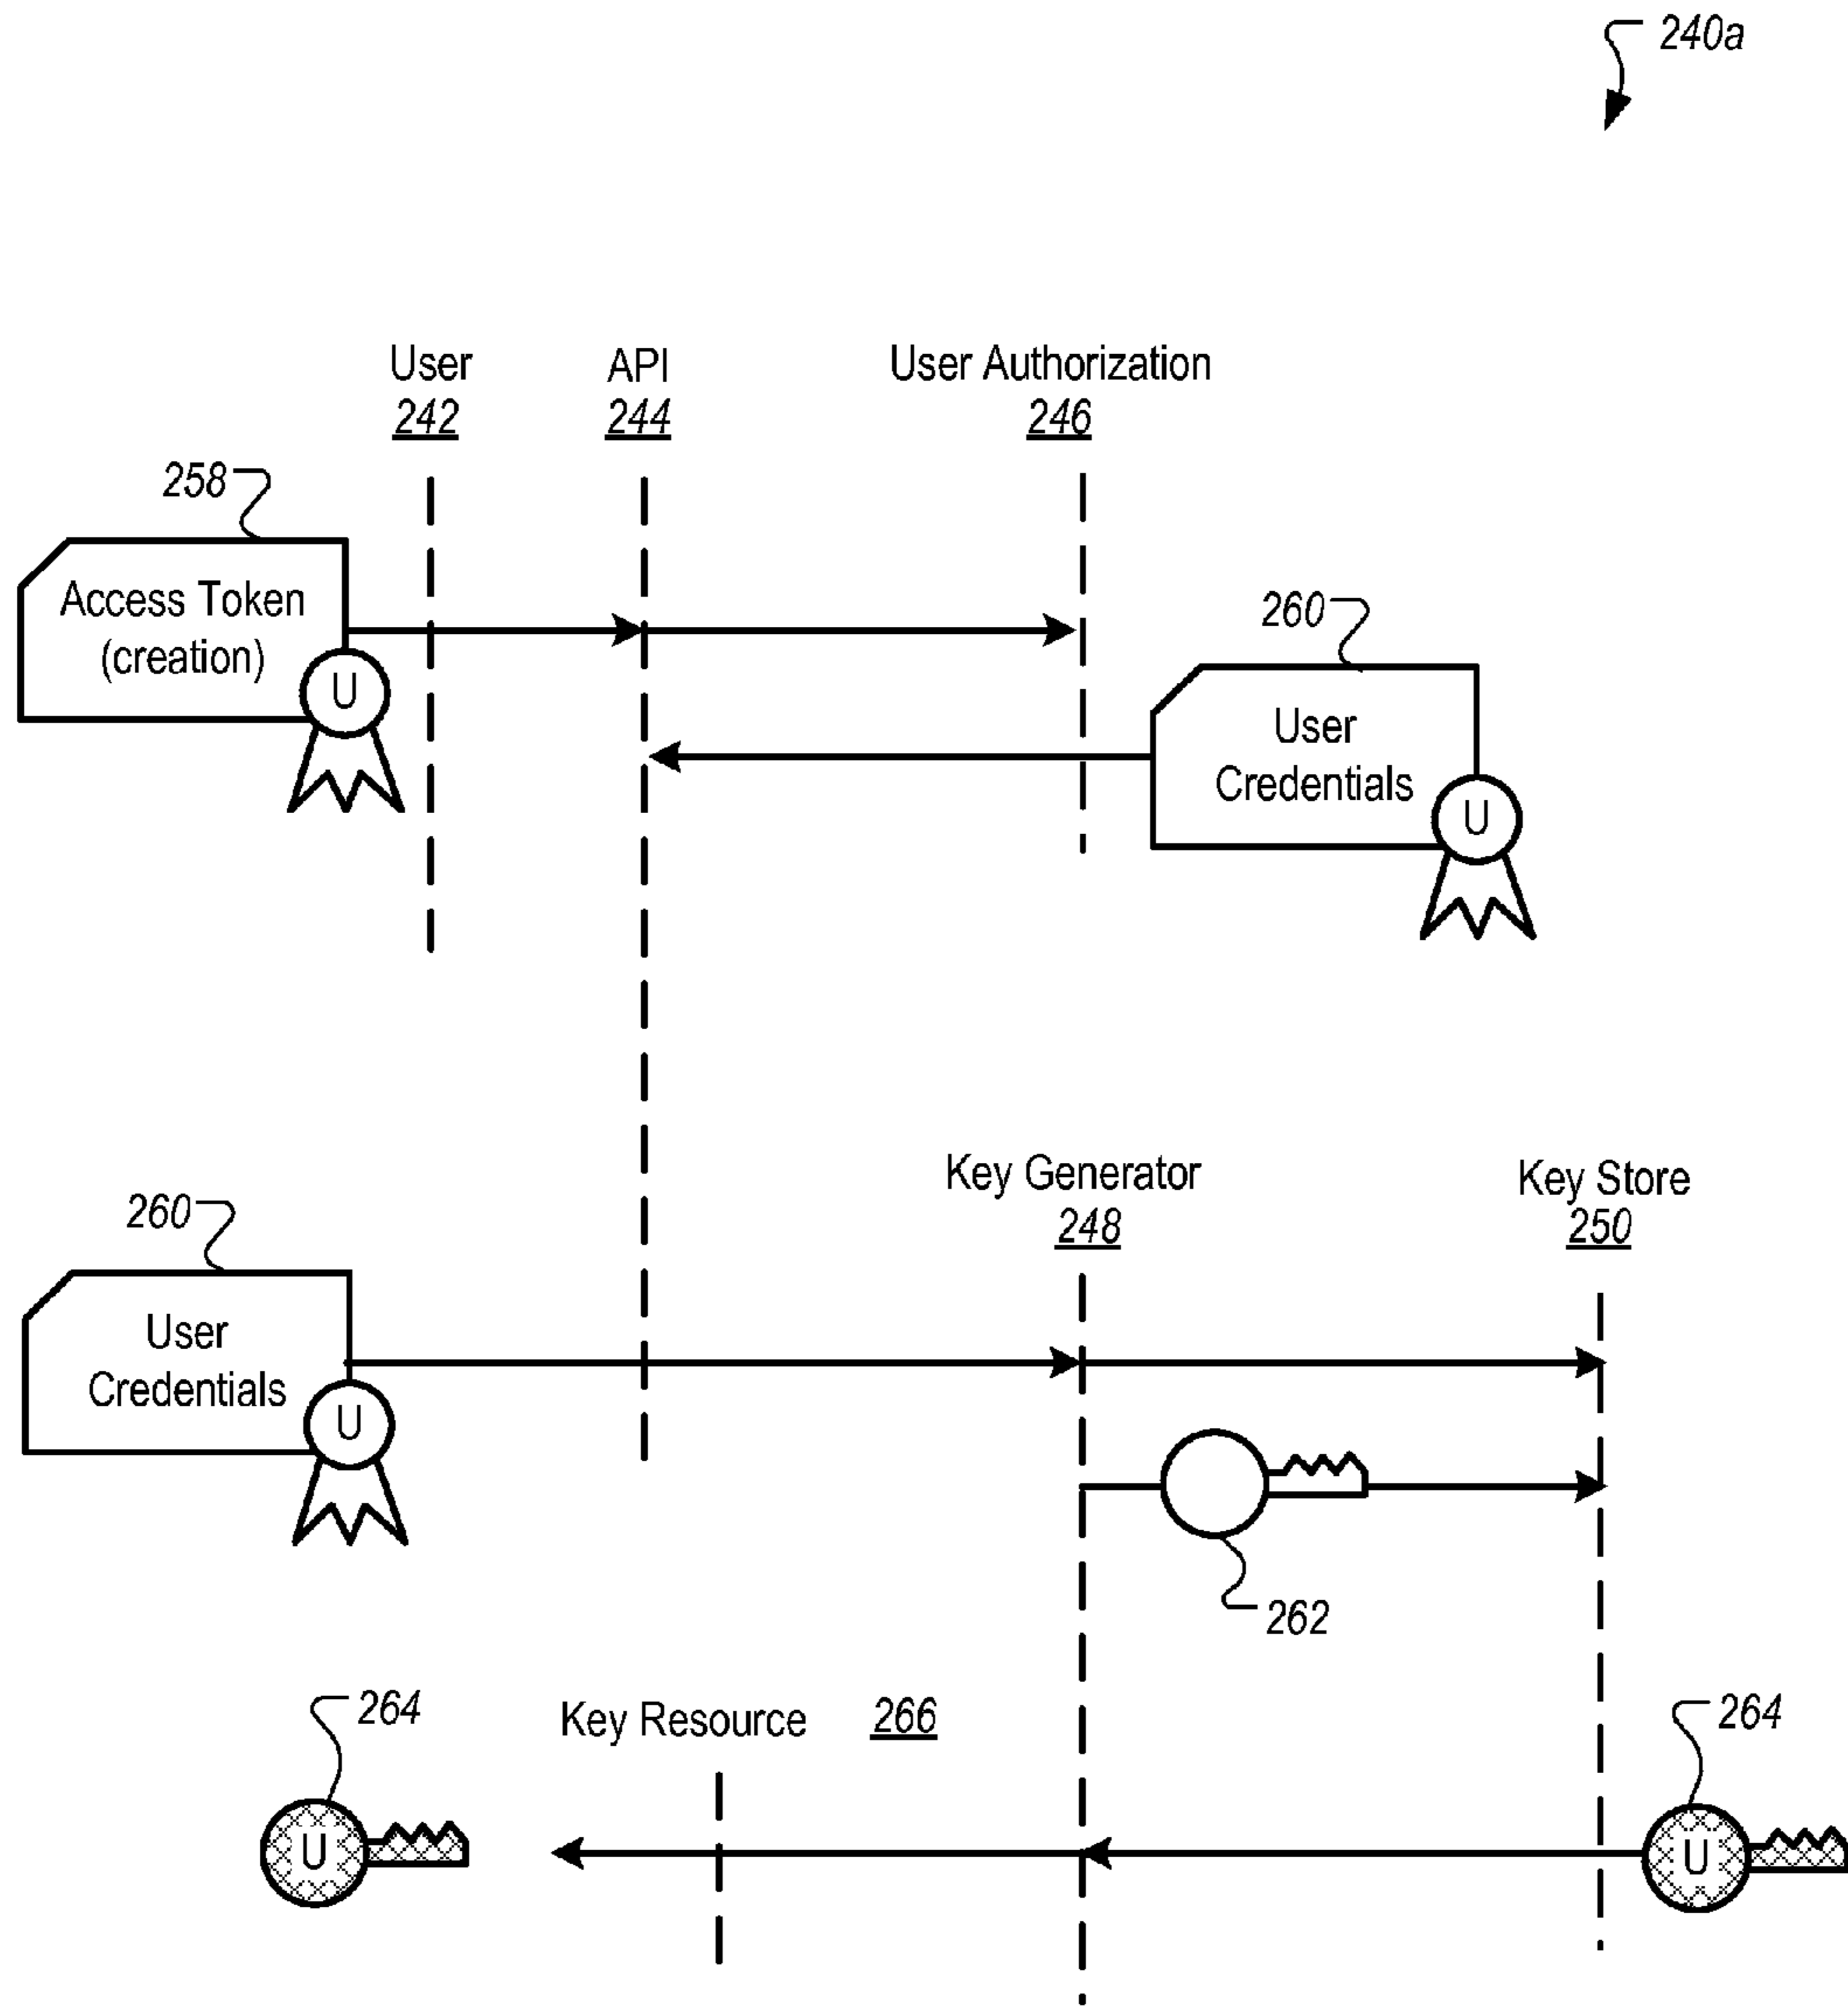 240a
User
242
API
244
User Authorization
246
258
Access Token
(creation)
U
260
User
Credentials
U
Key Generator
248
Key Store
250
260
User
Credentials
U
262
264
Key Resource 266
264
U
U